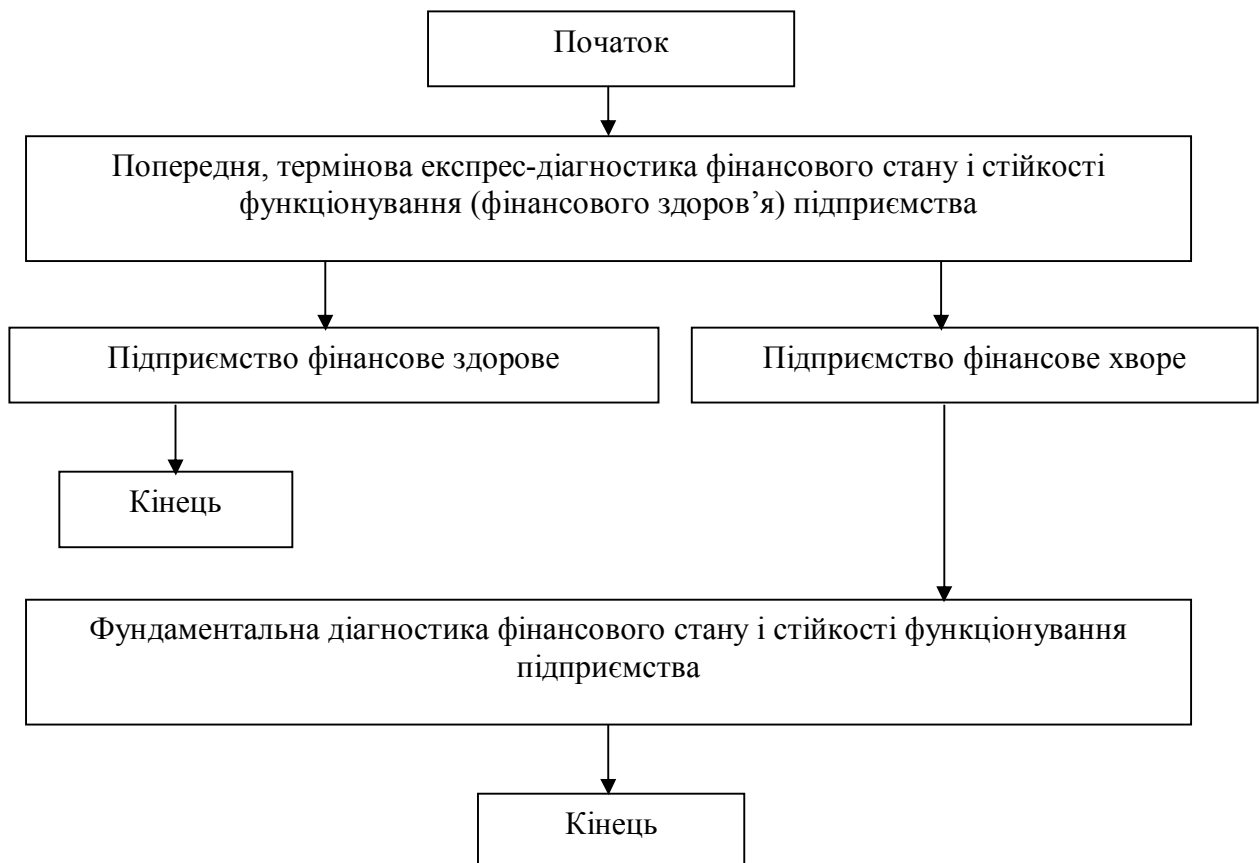 Початок
Попередня, термінова експрес-діагностика фінансового стану і стійкості
функціонування (фінансового здоров’я) підприємства
Підприємство фінансове здорове
Підприємство фінансове хворе
Кінець
Фундаментальна діагностика фінансового стану і стійкості функціонування
підприємства
Кінець